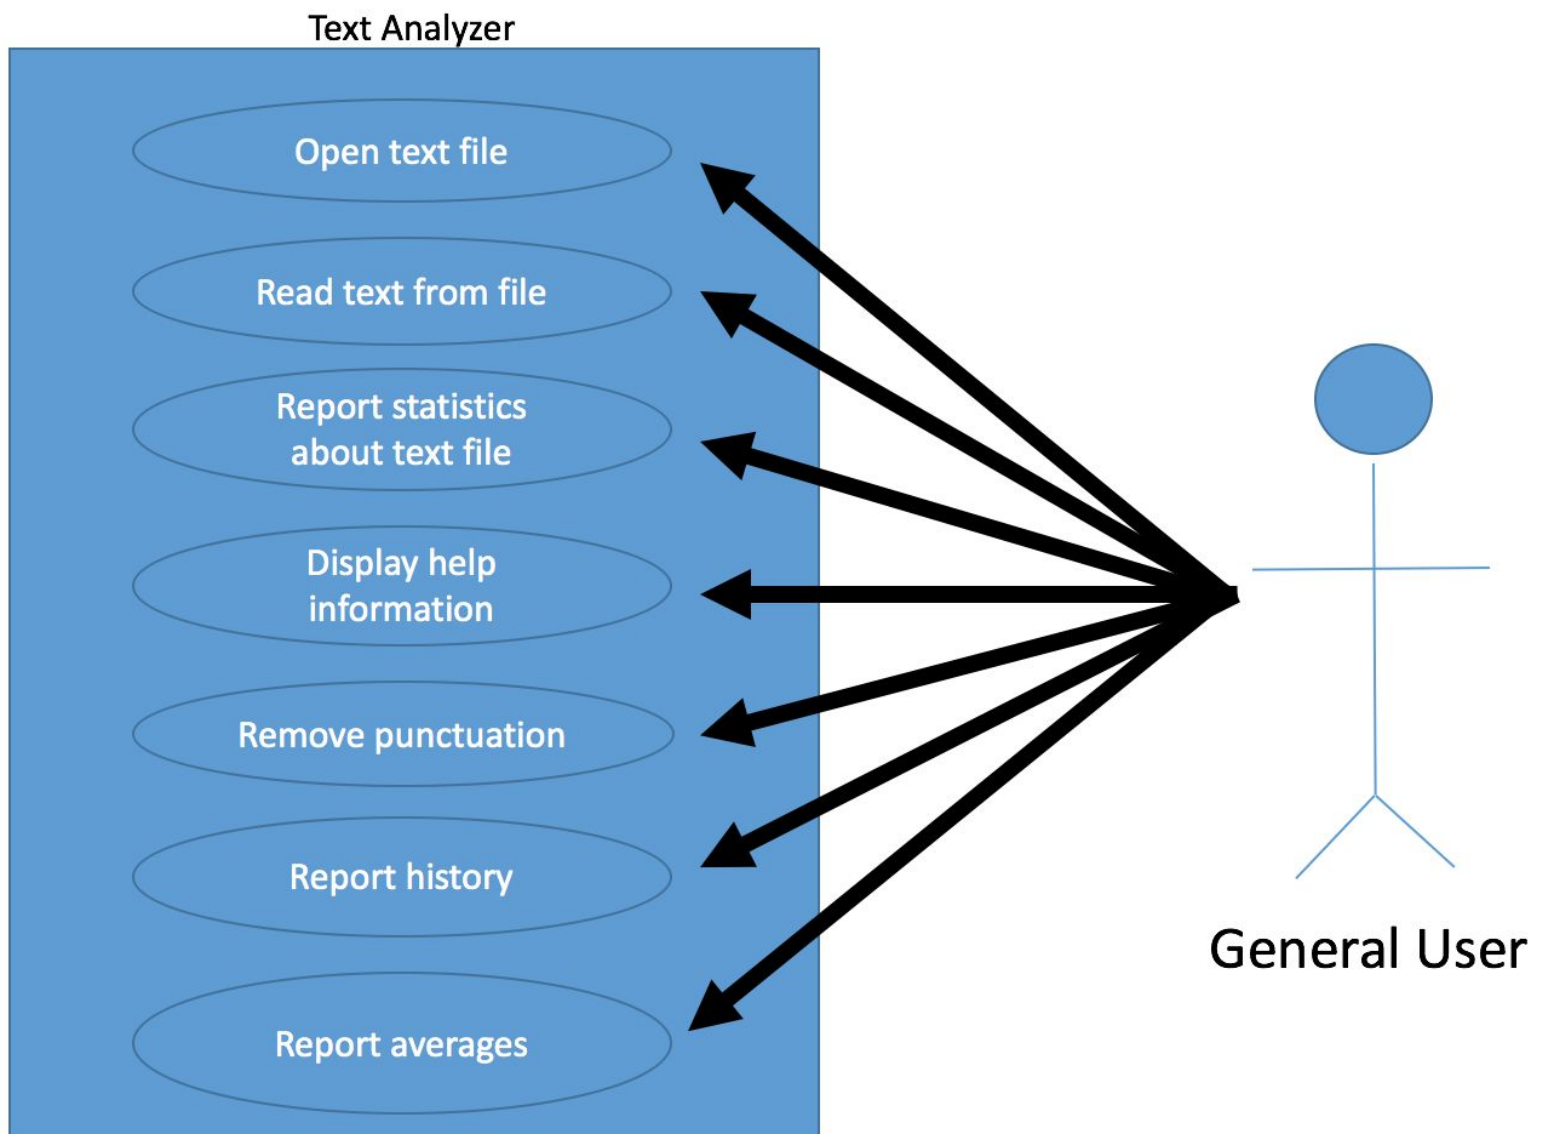 Text Analyzer
Open text file
Read text from file
Report statistics
about text file
Display help
information
Remove punctuation
Report history
Report averages
General User